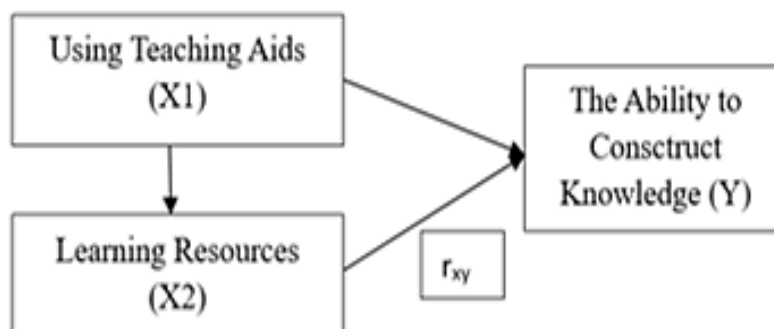 Using Teaching Aids
(X1)
The Ability to
Consctruct
Knowledge (Y)
Learning Resources
(X2)
rxy